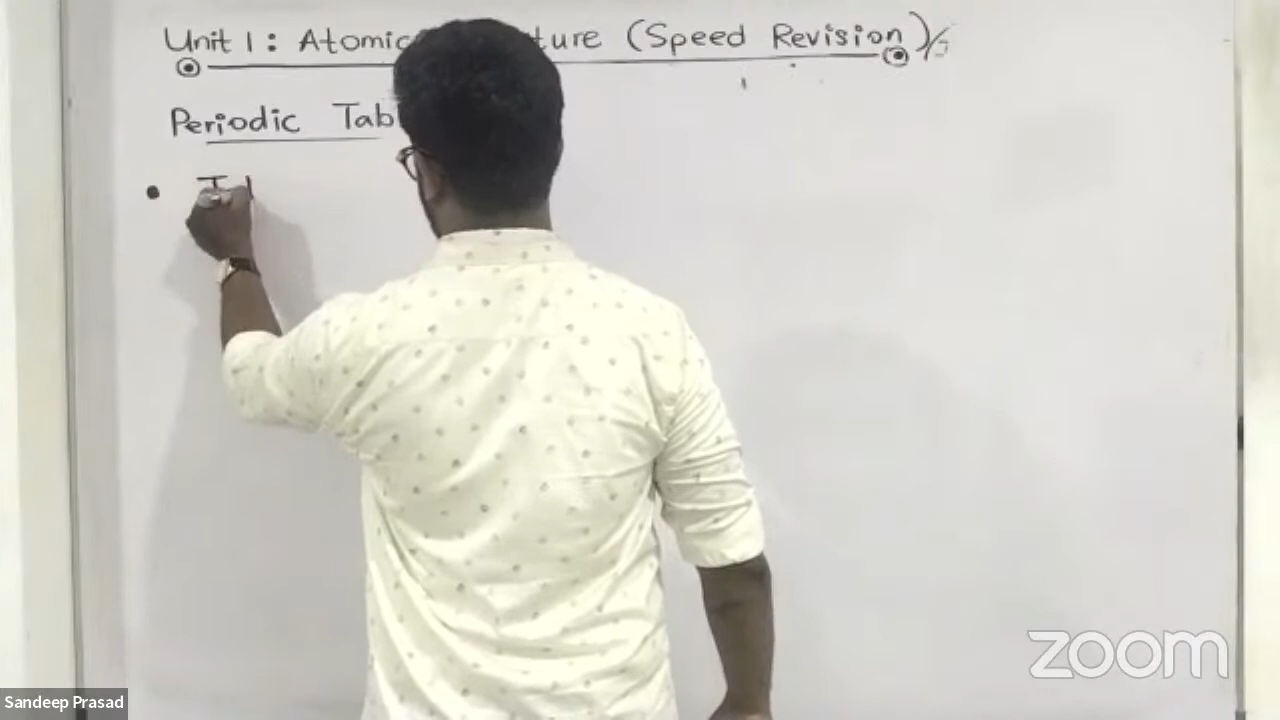 Unit 1 : Atomic ture (Speed Revision)
Periodic Tab
zoom
Sandeep Prasad